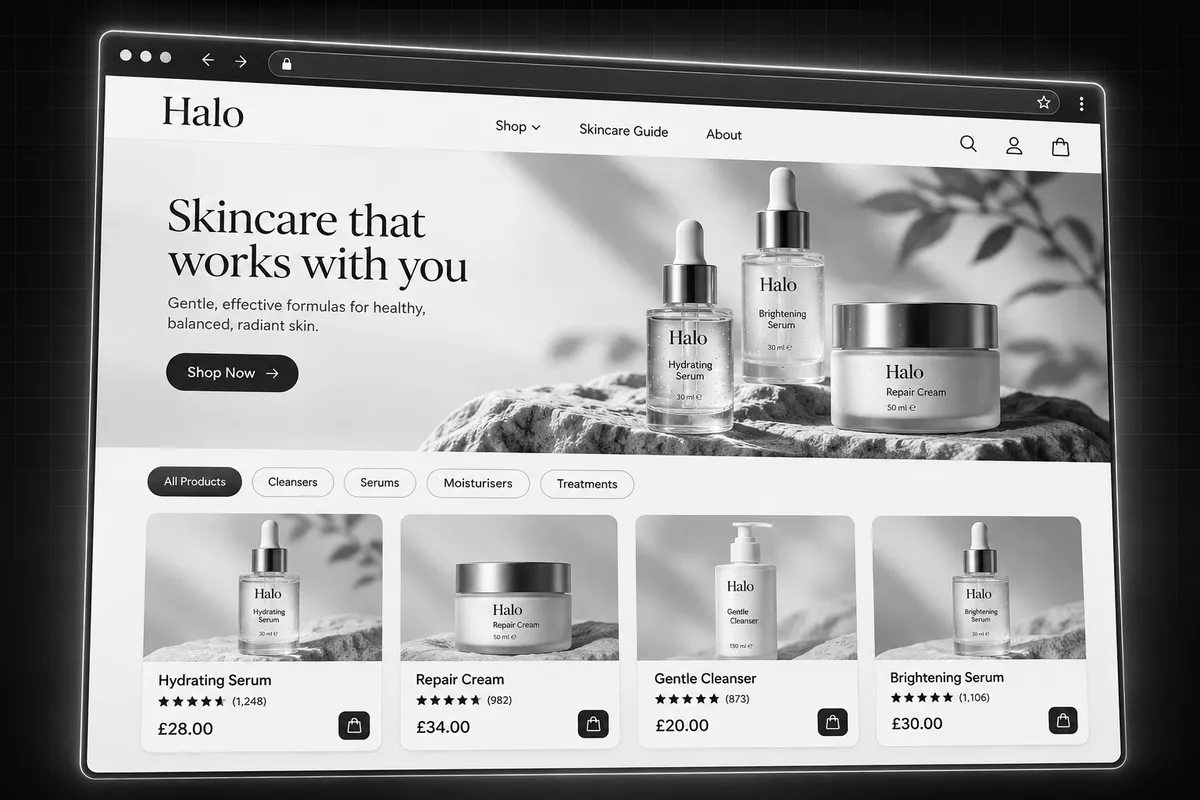 Halo
Shop
Skincare Guide
About
Skincare that
works with you
Gentle, effective formulas for healthy,
balanced, radiant skin.
Shop Now
Halo
Hydrating
Serum
30 ml ℮
Halo
Brightening
Serum
30 ml ℮
Halo
Repair Cream
50 ml ℮
All Products
Cleansers
Serums
Moisturisers
Treatments
Halo
Hydrating
Serum
30 ml ℮
Halo
Repair Cream
50 ml ℮
Halo
Gentle
Cleanser
150 ml ℮
Halo
Brightening
Serum
Hydrating Serum
(1,248)
£28.00
Repair Cream
(982)
£34.00
Gentle Cleanser
(873)
£20.00
Brightening Serum
(1,106)
£30.00